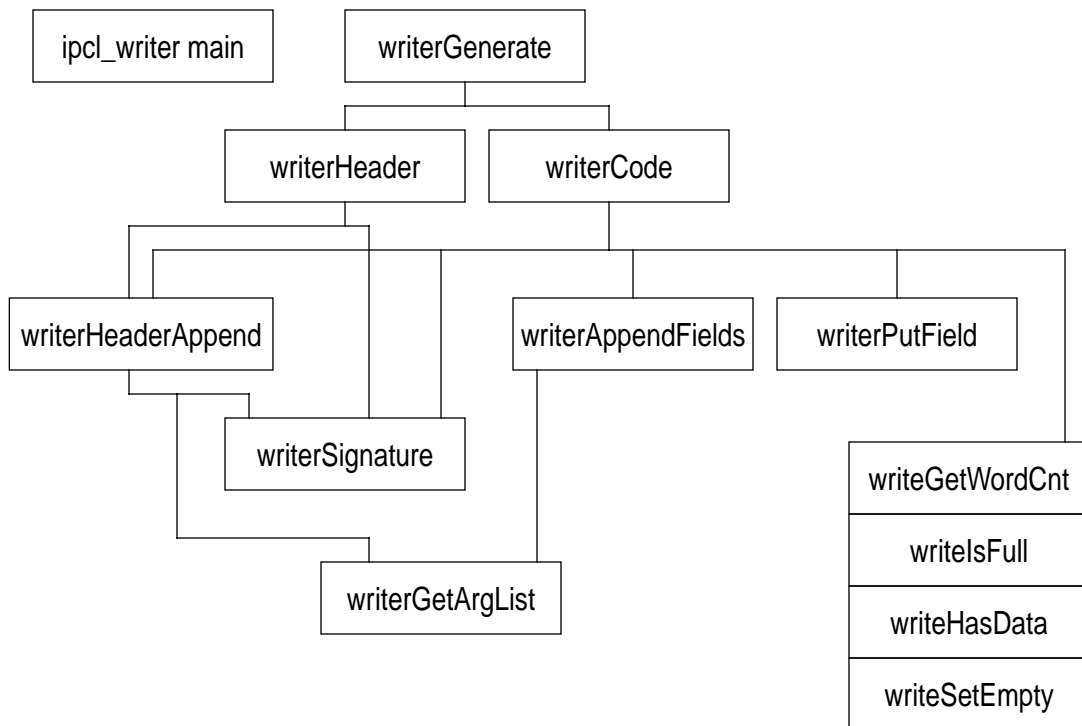 ipcl_writer main
writerGenerate
writerHeader
writerCode
writerHeaderAppend
writerAppendFields
writerPutField
writerSignature
writeGetWordCnt
writeIsFull
writerGetArgList
writeHasData
writeSetEmpty